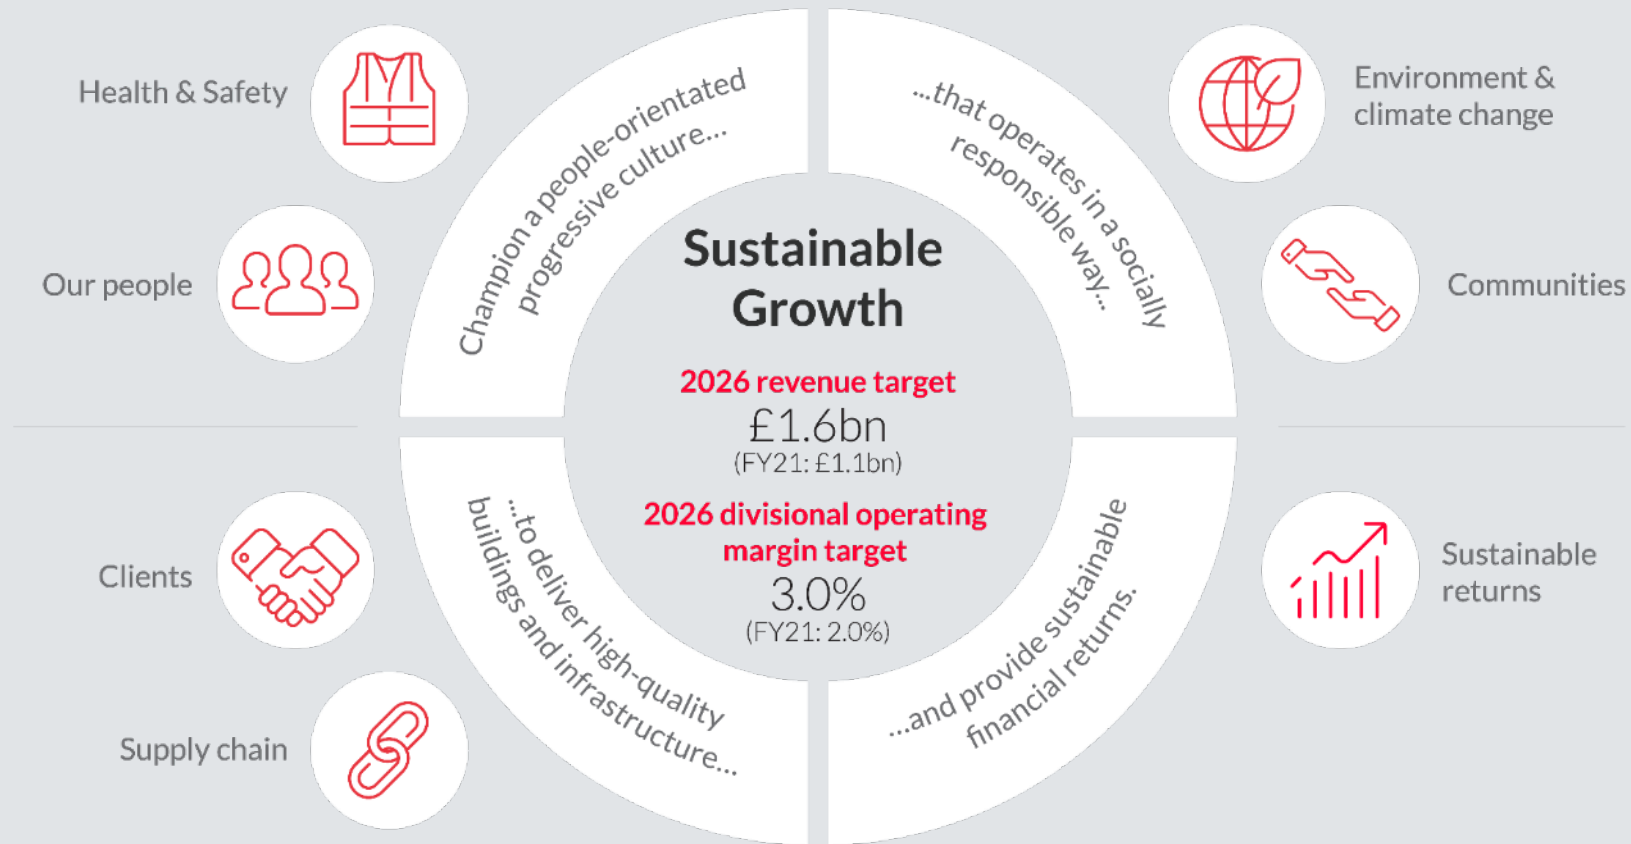 Health & Safety
Our people
Champion a people-orientated
progressive culture...
...that operates in a socially
responsible way...
Environment &
climate change
Communities
Sustainable
Growth
2026 revenue target
£1.6bn
(FY21: £1.1bn)
2026 divisional operating
margin target
3.0%
(FY21: 2.0%)
Clients
Supply chain
...to deliver high-quality
buildings and infrastructure...
...and provide sustainable
financial returns.
Sustainable
returns